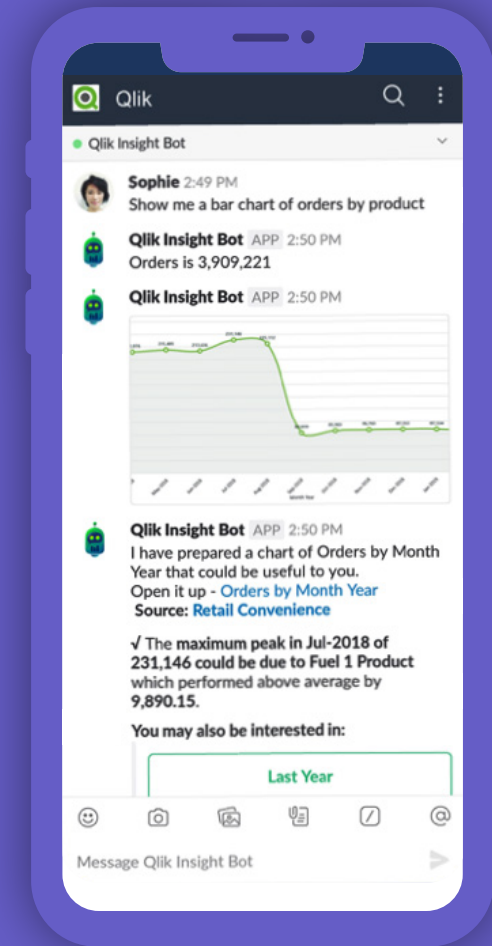 Qlik
Qlik Insight Bot
Sophie 2:49 PM
Show me a bar chart of orders by product
Qlik Insight Bot APP 2:50 PM
Orders is 3,909,221
Qlik Insight Bot APP 2:50 PM
Month Year
Qlik Insight Bot APP 2:50 PM
I have prepared a chart of Orders by Month
Year that could be useful to you.
Open it up - Orders by Month Year
Source: Retail Convenience
√ The maximum peak in Jul-2018 of
231,146 could be due to Fuel 1 Product
which performed above average by
9,890.15.
You may also be interested in:
Last Year
Message Qlik Insight Bot